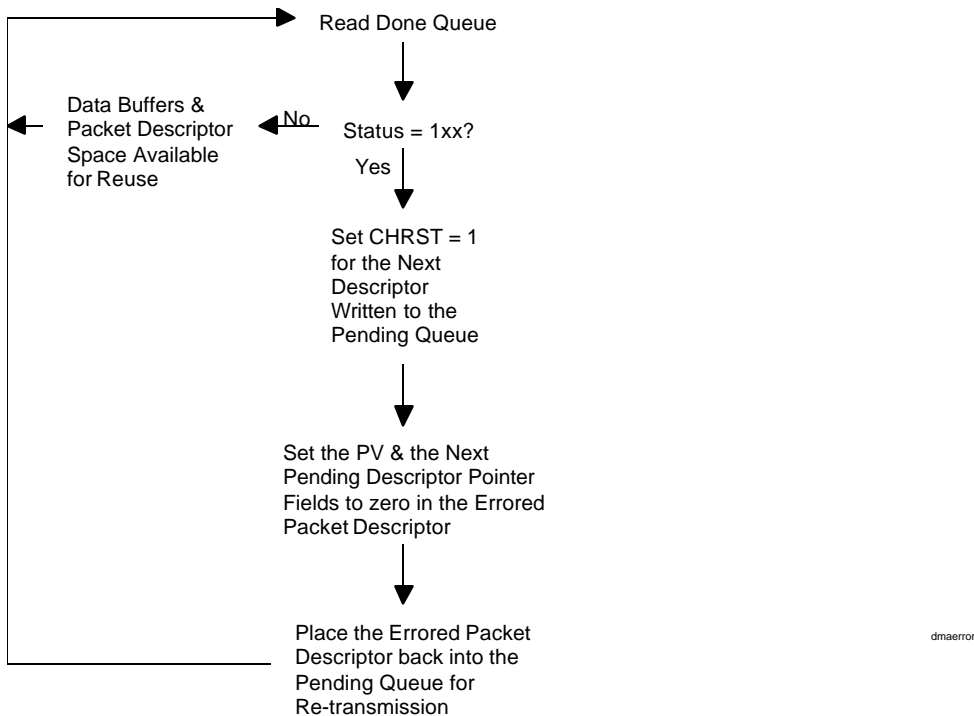 Read Done Queue
Data Buffers &
Packet Descriptor
Space Available
for Reuse
No
Status = 1xx?
Yes
Set CHRST = 1
for the Next
Descriptor
Written to the
Pending Queue
Set the PV & the Next
Pending Descriptor Pointer
Fields to zero in the Errored
Packet Descriptor
Place the Errored Packet
Descriptor back into the
Pending Queue for
Re-transmission
dmaerror